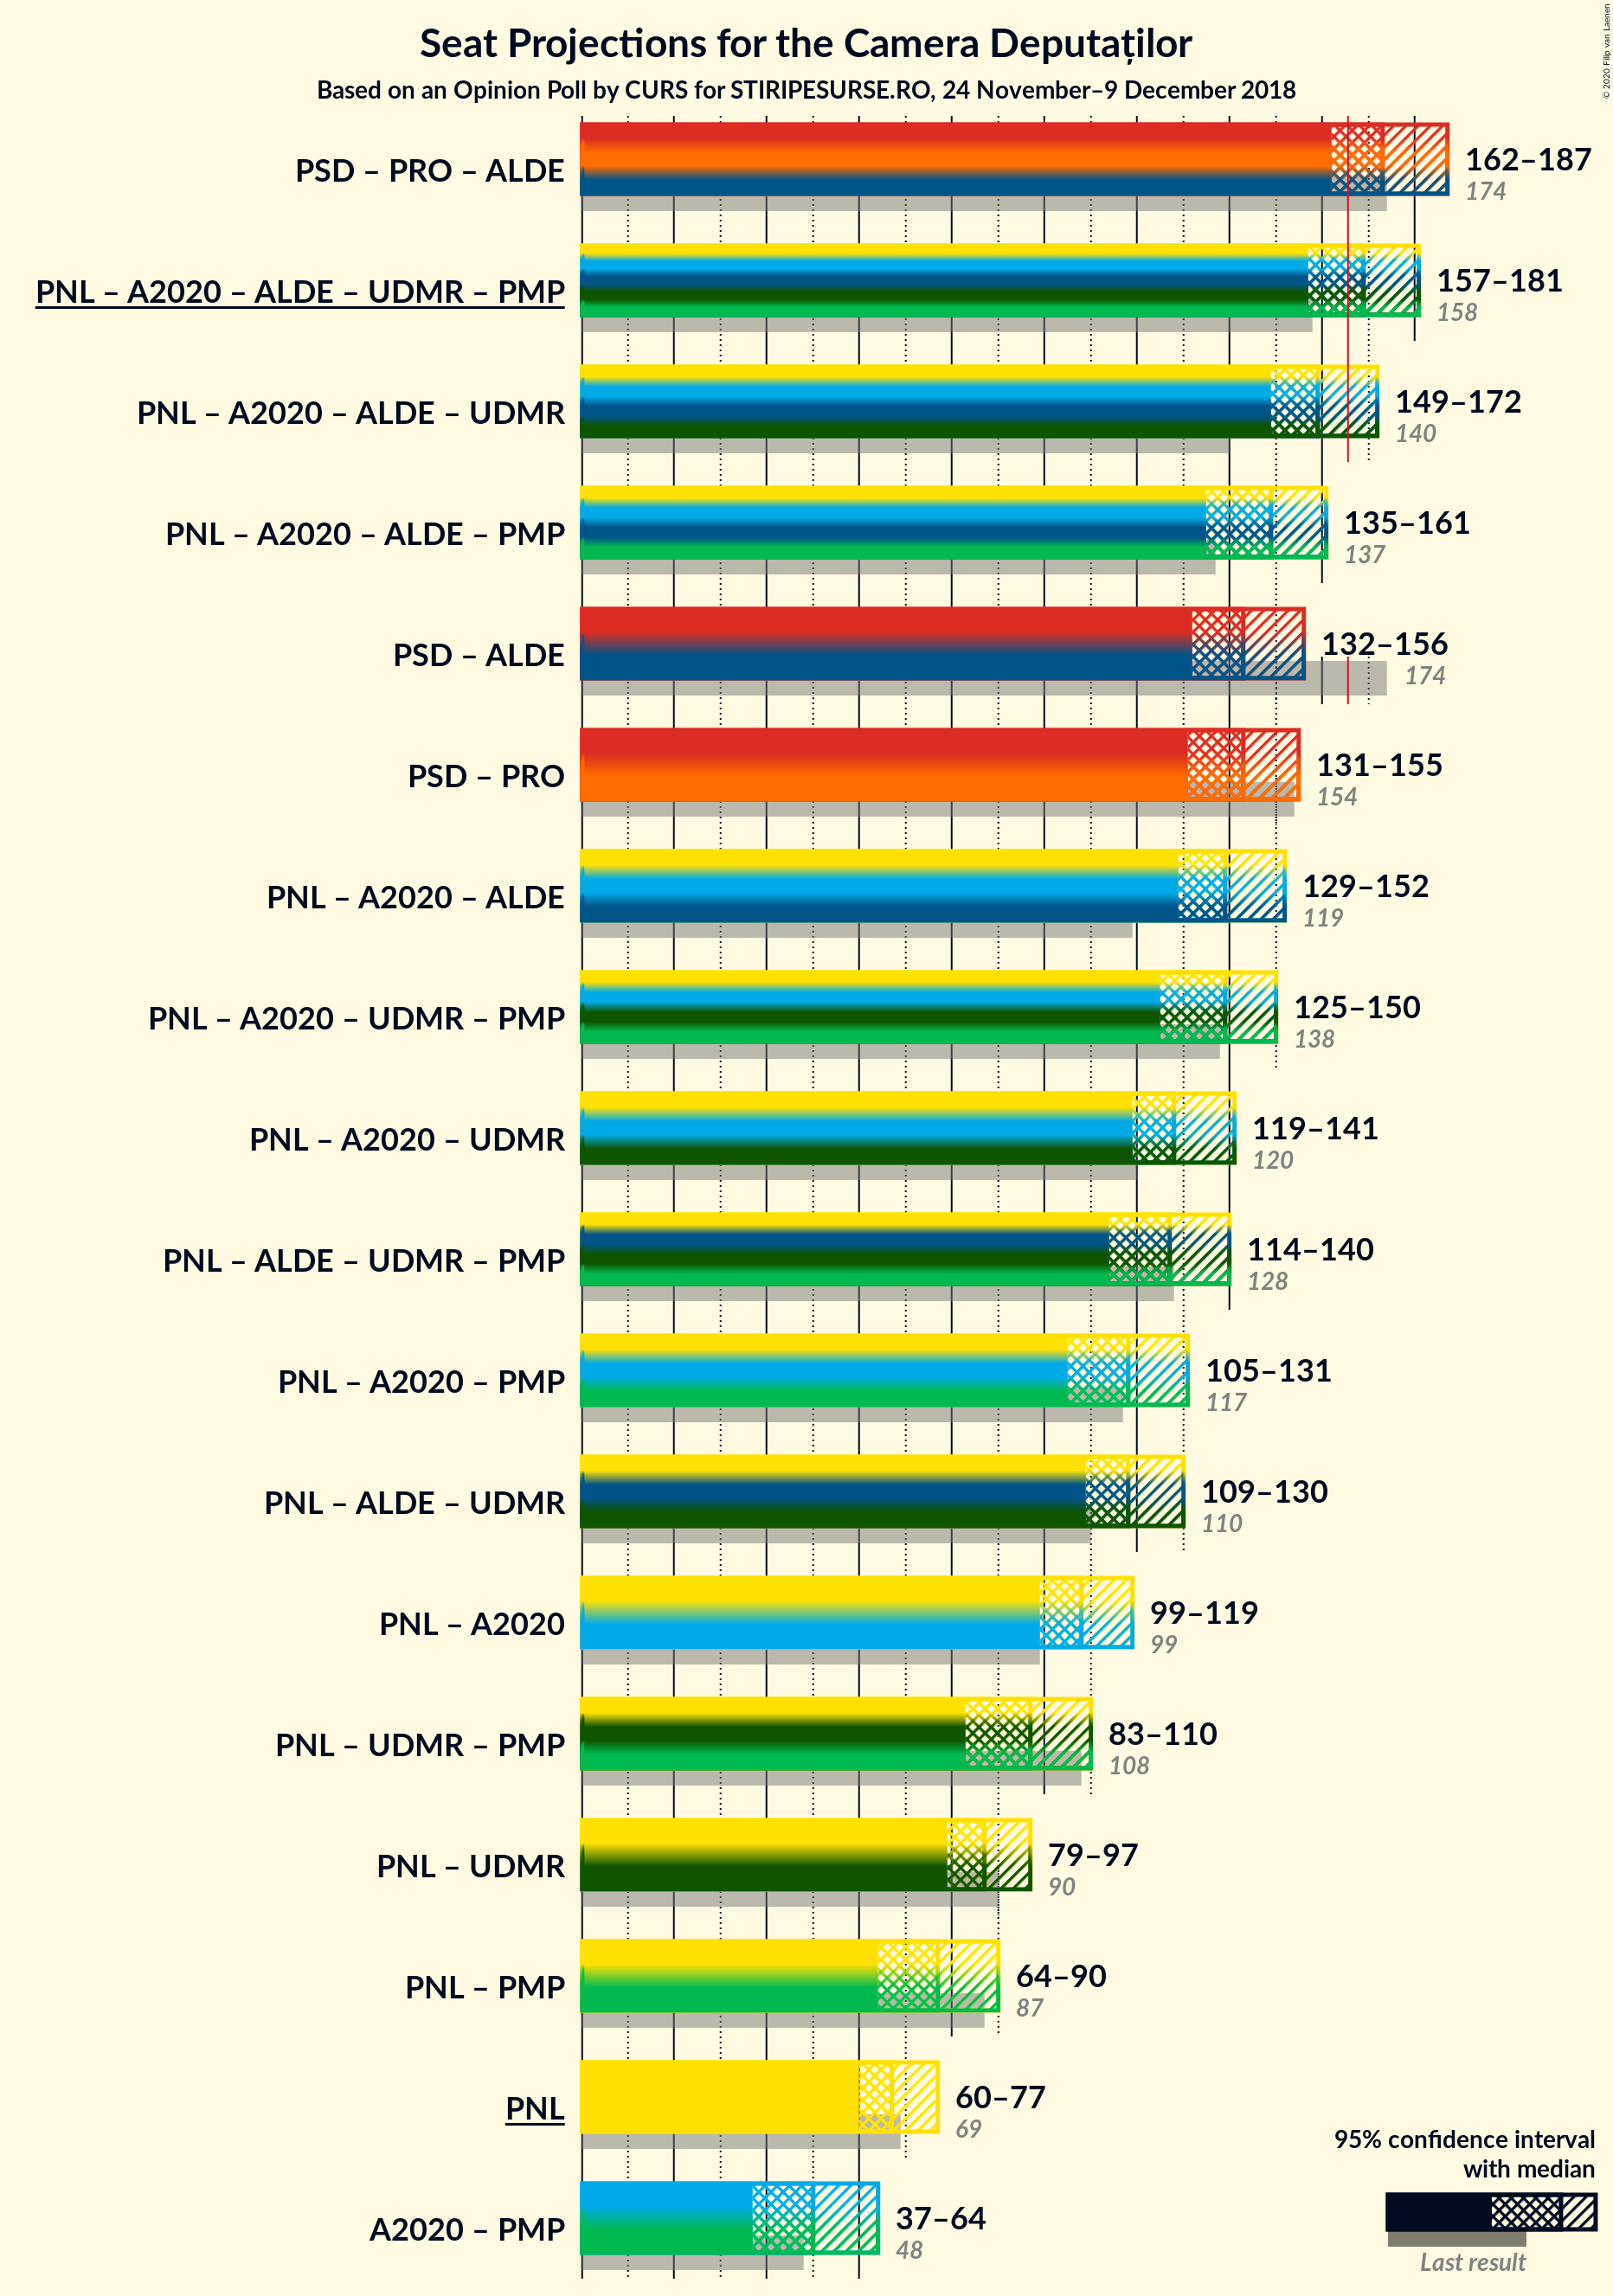 Seat Projections for the Camera Deputaților
Based on an Opinion Poll by CURS for STIRIPESURSE.RO, 24 November–9 December 2018
© 2020 Filip van Laenen
PSD – PRO – ALDE
162–187
174
PNL – A2020 – ALDE – UDMR – PMP
157–181
158
PNL – A2020 – ALDE – UDMR
149–172
140
PNL – A2020 – ALDE – PMP
135–161
137
PSD – ALDE
132–156
174
PSD – PRO
131–155
154
PNL – A2020 – ALDE
129–152
119
PNL – A2020 – UDMR – PMP
125–150
138
PNL – A2020 – UDMR
119–141
120
PNL – ALDE – UDMR – PMP
114–140
128
PNL – A2020 – PMP
105–131
117
PNL – ALDE – UDMR
109–130
110
PNL – A2020
99–119
99
PNL – UDMR – PMP
83–110
108
PNL – UDMR
79–97
90
PNL – PMP
64–90
87
PNL
60–77
69
A2020 – PMP
37–64
48
95% confidence interval
with median
Last result